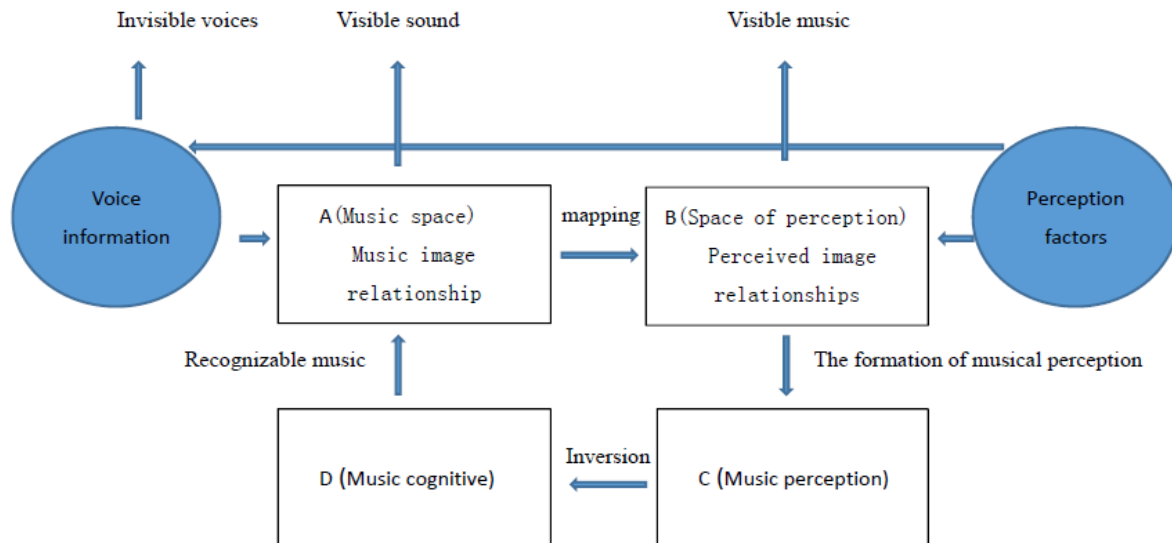 Invisible voices
Visible sound
Visible music
Voice
information
A(Music space)
Music image
relationship
mapping
B(Space of perception)
Perceived image
relationships
Perception
factors
Recognizable music
The formation of musical perception
D (Music cognitive)
Inversion
C (Music perception)